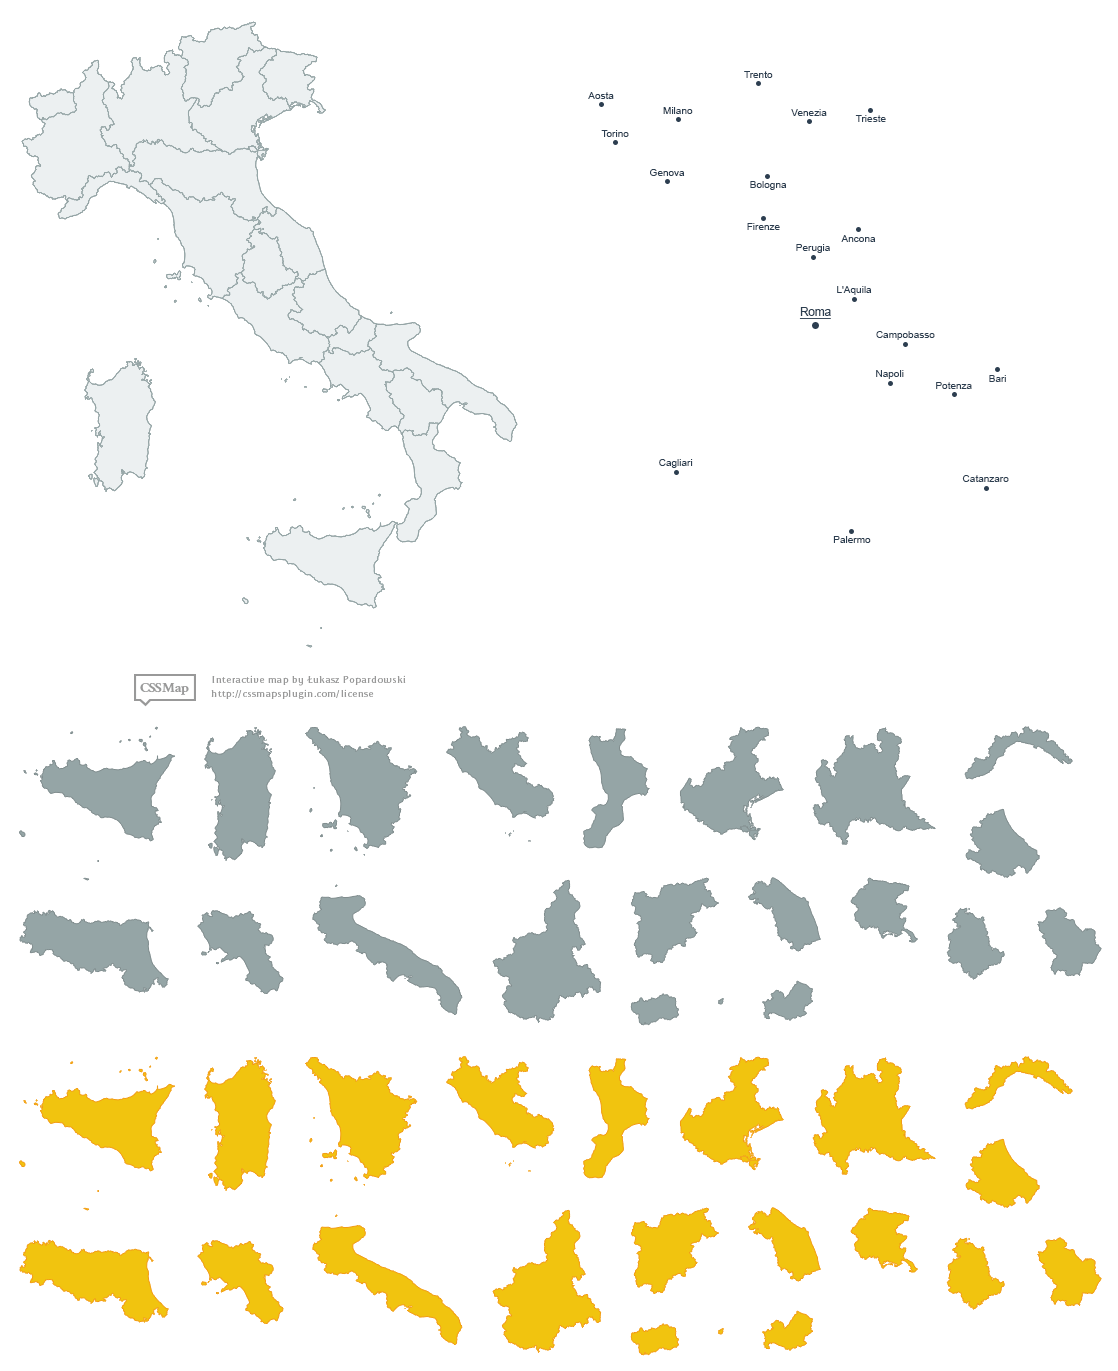 Trento
Aosta
Milano
Venezia
Trieste
Torino
Genova
Bologna
Firenze
Ancona
Perugia
L'Aquila
Roma
Campobasso
Napoli
Bari
Potenza
Cagliari
Catanzaro
Palermo
CSSMap
Interactive map by Łukasz Popardowski
http://cssmapsplugin.com/license